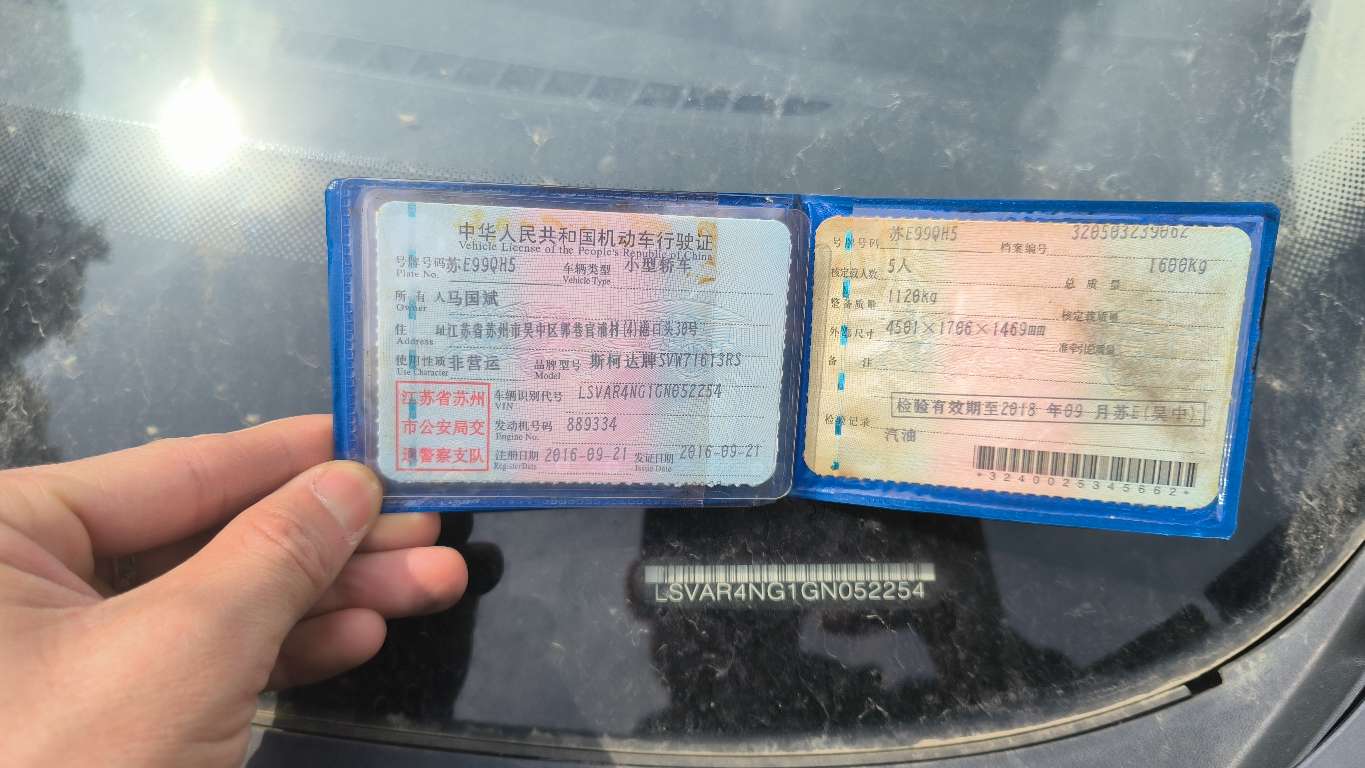 中华人民共和国机动车行驶证
Vehicle License of the People's Republic of China
号牌号码 苏E99QH5 车辆类型 小型轿车
Plate No. Vehicle Type
所有人 马国斌
Owner
住址 江苏省苏州市吴中区郭巷官浦村(4)港口头30号
Address
使用性质 非营运 品牌型号 斯柯达牌SVW71613RS
Use Character Model
江苏省苏州
市公安局交
通警察支队
车辆识别代号 LSVAR4NG1GN052254
VIN
发动机号码 889334
Engine No.
注册日期 2016-09-21 发证日期 2016-09-21
Register Date Issue Date
号牌号码 苏E99QH5 档案编号 320503239062
核定载人数 5人 总质量 1600kg
整备质量 1120kg 核定载质量
外廓尺寸 4501×1706×1469mm 准牵引总质量
备注
检验有效期至2018年09月苏E(吴中)
检验记录
汽油
*3240025345662*
LSVAR4NG1GN052254